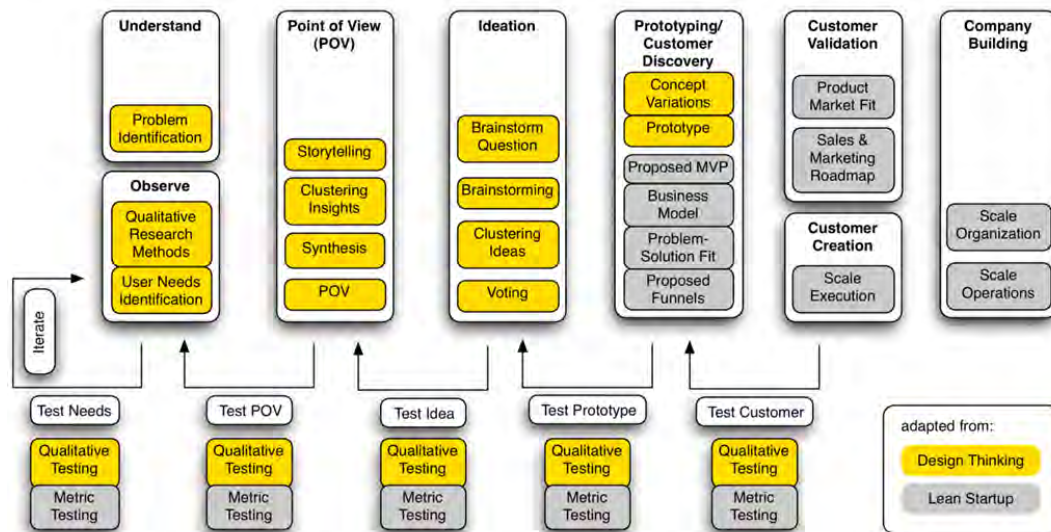 Understand
Problem
Identification
Observe
Qualitative
Research
Methods
User Needs
Identification
Point of View
(POV)
Storytelling
Clustering
Insights
Synthesis
POV
Ideation
Brainstorm
Question
Brainstorming
Clustering
Ideas
Voting
Prototyping/
Customer
Discovery
Concept
Variations
Prototype
Proposed MVP
Business
Model
Problem-
Solution Fit
Proposed
Funnels
Customer
Validation
Product
Market Fit
Sales &
Marketing
Roadmap
Customer
Creation
Scale
Execution
Company
Building
Scale
Organization
Scale
Operations
Iterate
Test Needs
Qualitative
Testing
Metric
Testing
Test POV
Qualitative
Testing
Metric
Testing
Test Idea
Qualitative
Testing
Metric
Testing
Test Prototype
Qualitative
Testing
Metric
Testing
Test Customer
Qualitative
Testing
Metric
Testing
adapted from:
Design Thinking
Lean Startup